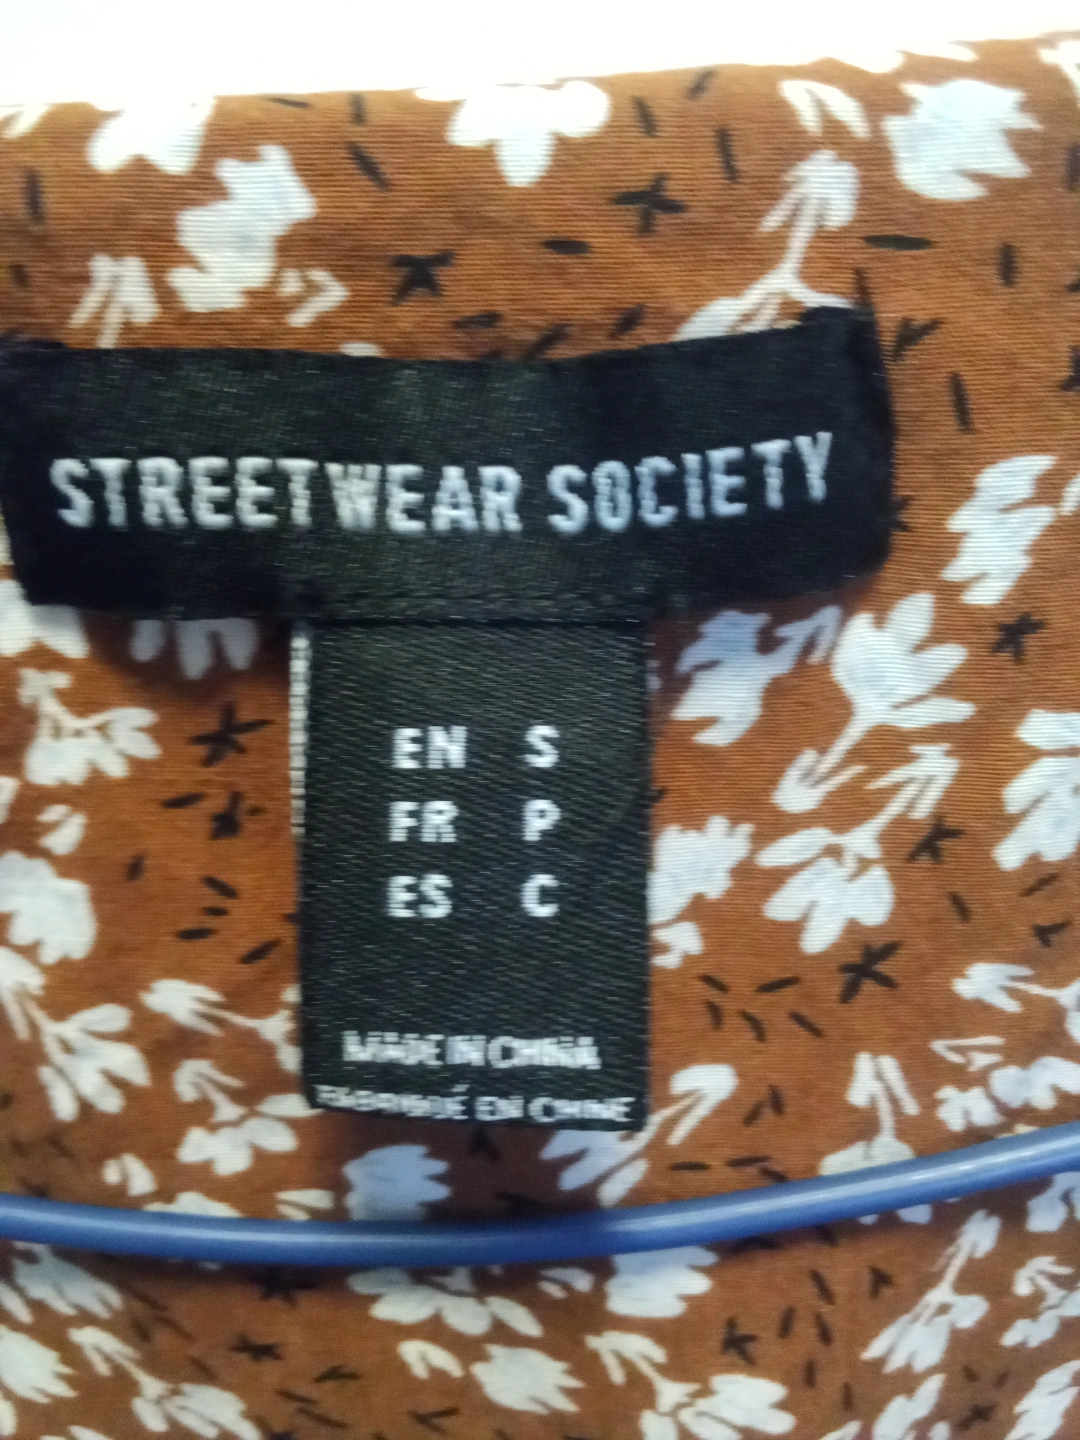 STREETWEAR SOCIETY
EN S
FR P
ES C
MADE IN CHINA
FABRIQUÉ EN CHINE